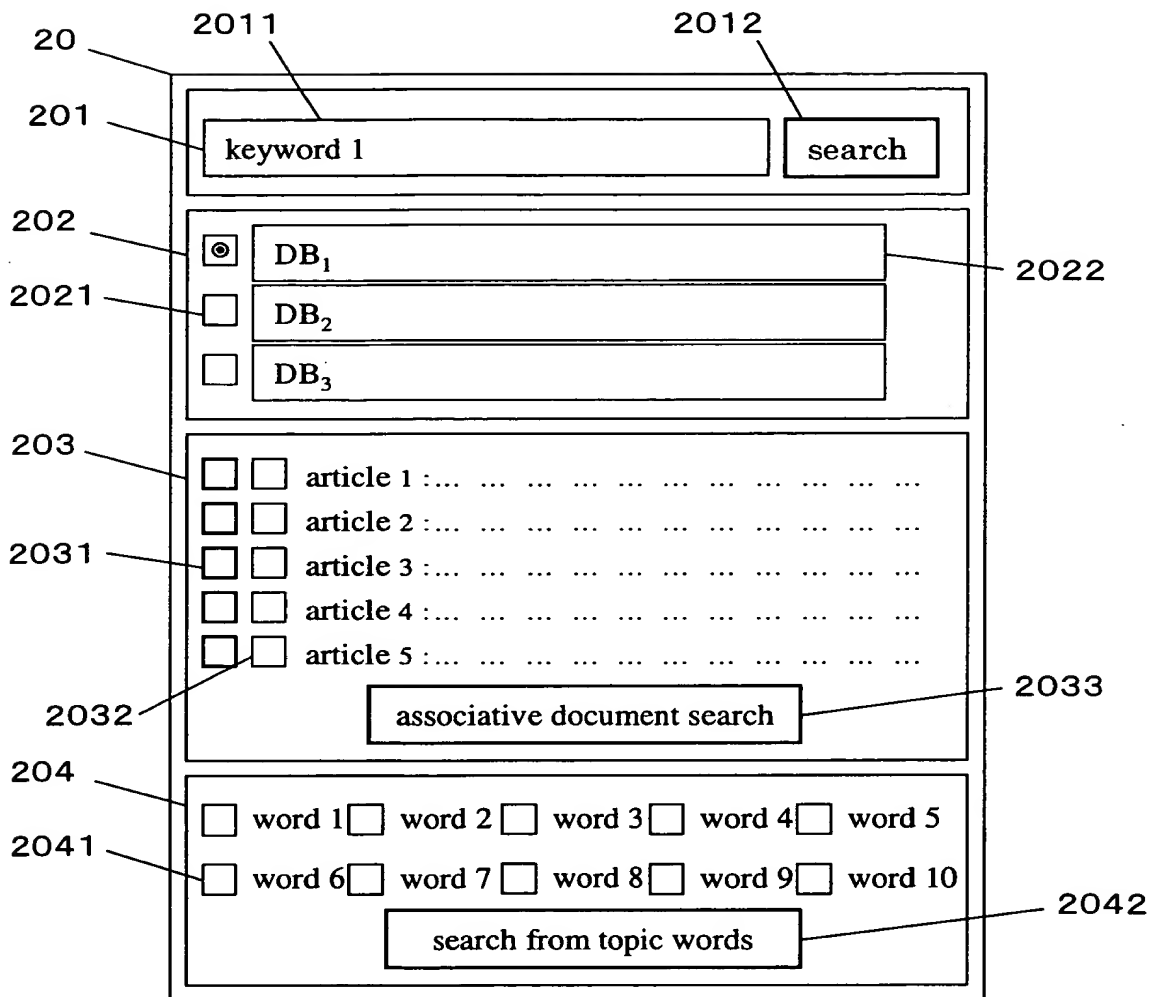 20 2011 2012
201 keyword 1 search
202 DB₁ 2022
2021 DB₂
DB₃
203 article 1 :... ... ... ... ... ... ... ... ... ... ...
article 2 :... ... ... ... ... ... ... ... ... ... ...
2031 article 3 :... ... ... ... ... ... ... ... ... ... ...
article 4 :... ... ... ... ... ... ... ... ... ... ...
article 5 :... ... ... ... ... ... ... ... ... ... ...
2032 associative document search 2033
204 word 1 word 2 word 3 word 4 word 5
2041 word 6 word 7 word 8 word 9 word 10
search from topic words 2042